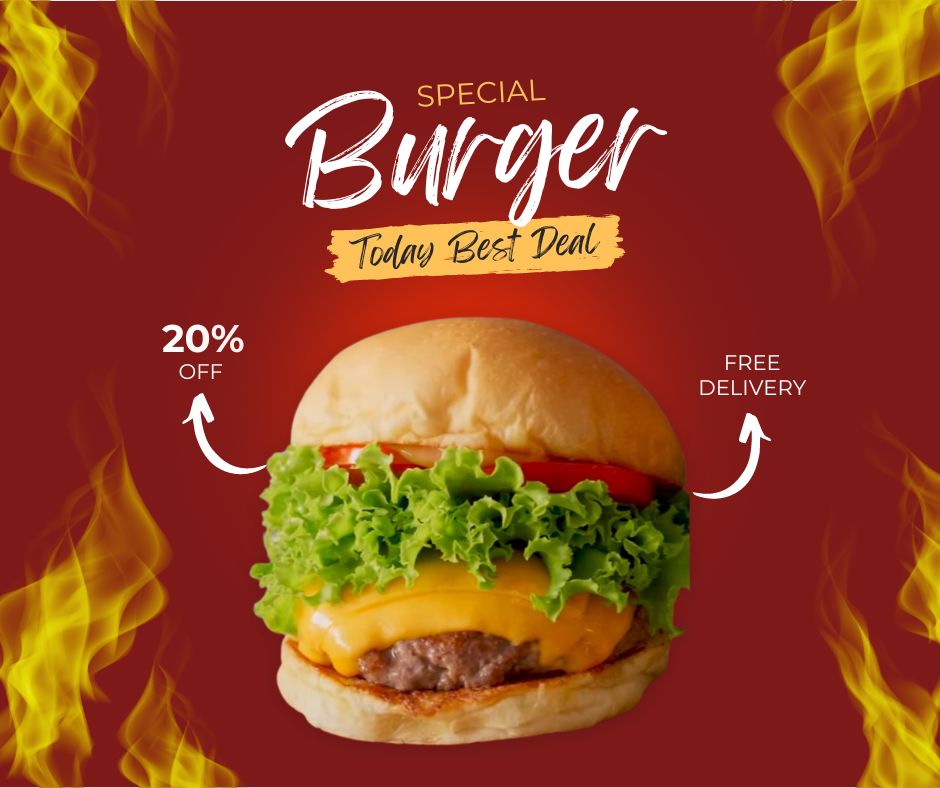 SPECIAL
Burger
Today Best Deal
20%
OFF
FREE
DELIVERY